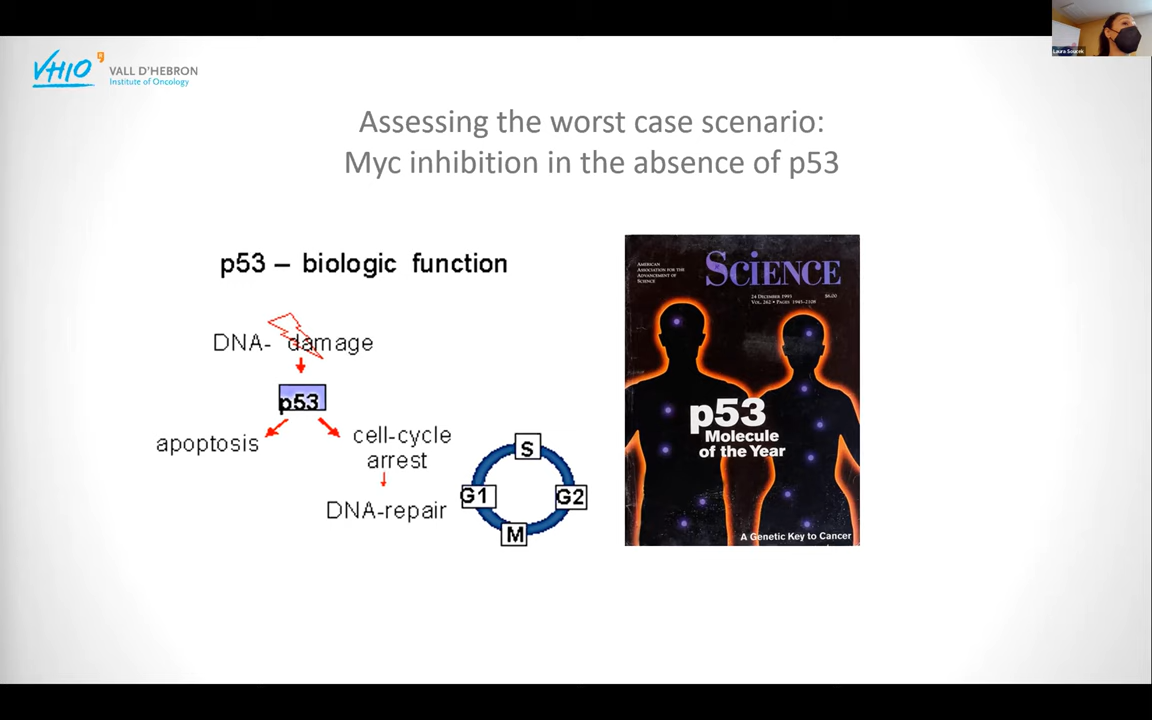 Laura Soucek
VHIO
VALL D'HEBRON
Institute of Oncology
Assessing the worst case scenario:
Myc inhibition in the absence of p53
p53 – biologic function
DNA- damage
p53
apoptosis
cell-cycle
arrest
DNA-repair
S
G1
G2
M
AMERICAN
ASSOCIATION FOR THE
ADVANCEMENT OF
SCIENCE
SCIENCE
24 DECEMBER 1993
VOL. 262 • PAGES 1945-2108
$6.00
p53
Molecule
of the Year
A Genetic Key to Cancer